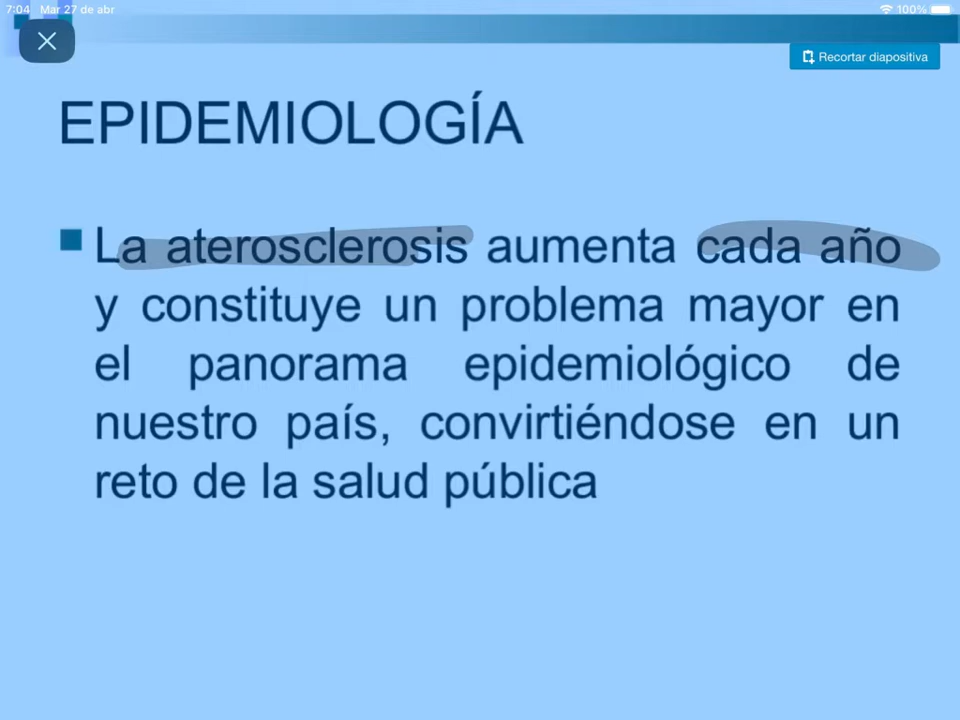 7:04 Mar 27 de abr 100%
Recortar diapositiva
EPIDEMIOLOGÍA
La aterosclerosis aumenta cada año
y constituye un problema mayor en
el panorama epidemiológico de
nuestro país, convirtiéndose en un
reto de la salud pública